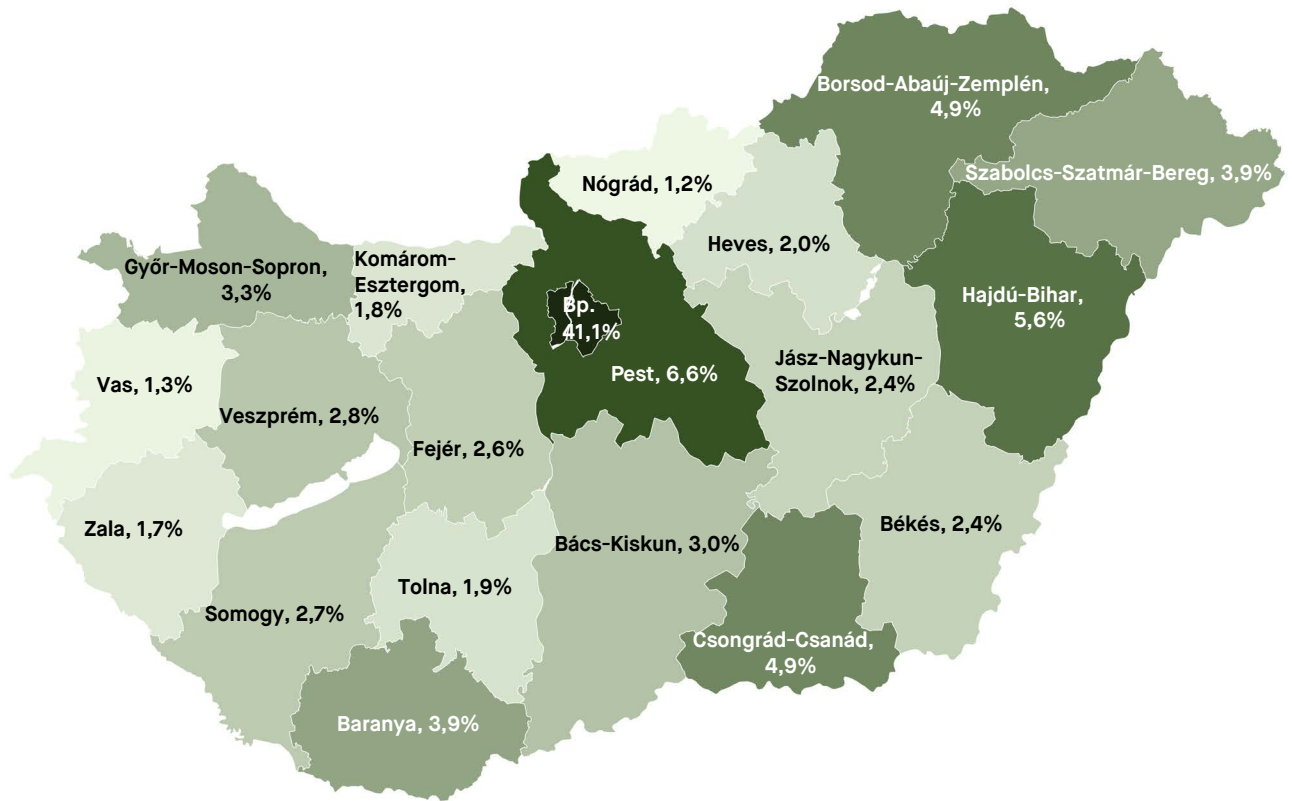 Borsod-Abaúj-Zemplén,
4,9%
Szabolcs-Szatmár-Bereg, 3,9%
Nógrád, 1,2%
Heves, 2,0%
Győr-Moson-Sopron,
3,3%
Komárom-
Esztergom,
1,8%
Hajdú-Bihar,
5,6%
Bp.
41,1%
Pest, 6,6%
Jász-Nagykun-
Szolnok, 2,4%
Vas, 1,3%
Veszprém, 2,8%
Fejér, 2,6%
Zala, 1,7%
Békés, 2,4%
Bács-Kiskun, 3,0%
Tolna, 1,9%
Somogy, 2,7%
Csongrád-Csanád,
4,9%
Baranya, 3,9%